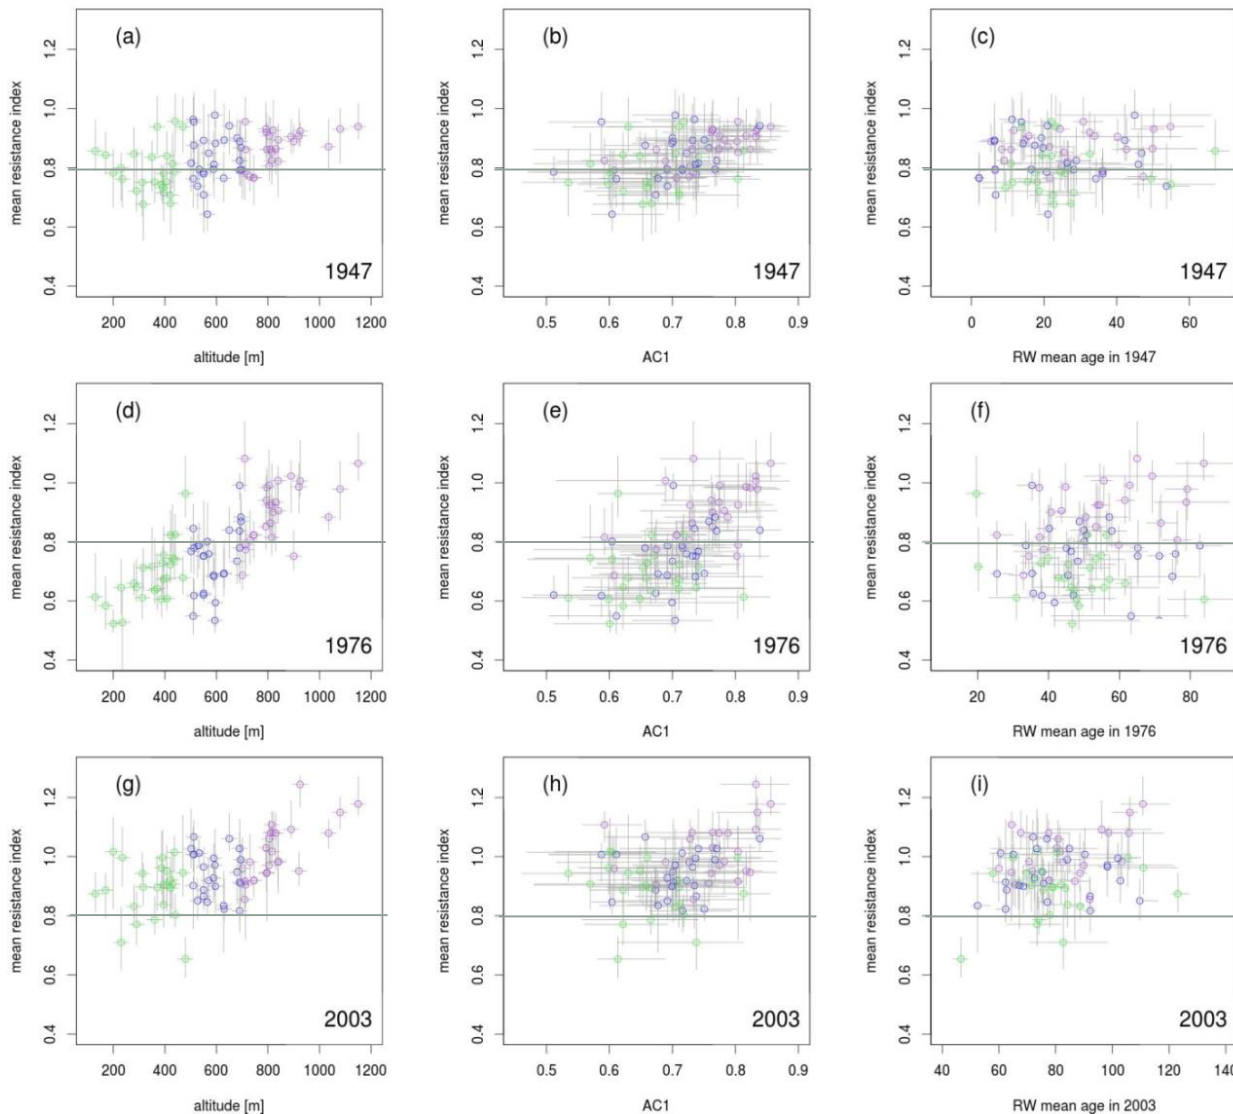 (a)
mean resistance index
0.4 0.6 0.8 1.0 1.2
1947
200 400 600 800 1000 1200
altitude [m]
(b)
mean resistance index
0.4 0.6 0.8 1.0 1.2
1947
0.5 0.6 0.7 0.8 0.9
AC1
(c)
mean resistance index
0.4 0.6 0.8 1.0 1.2
1947
0 20 40 60
RW mean age in 1947
(d)
mean resistance index
0.4 0.6 0.8 1.0 1.2
1976
200 400 600 800 1000 1200
altitude [m]
(e)
mean resistance index
0.4 0.6 0.8 1.0 1.2
1976
0.5 0.6 0.7 0.8 0.9
AC1
(f)
mean resistance index
0.4 0.6 0.8 1.0 1.2
1976
20 40 60 80
RW mean age in 1976
(g)
mean resistance index
0.4 0.6 0.8 1.0 1.2
2003
200 400 600 800 1000 1200
altitude [m]
(h)
mean resistance index
0.4 0.6 0.8 1.0 1.2
2003
0.5 0.6 0.7 0.8 0.9
AC1
(i)
mean resistance index
0.4 0.6 0.8 1.0 1.2
2003
40 60 80 100 120
RW mean age in 2003